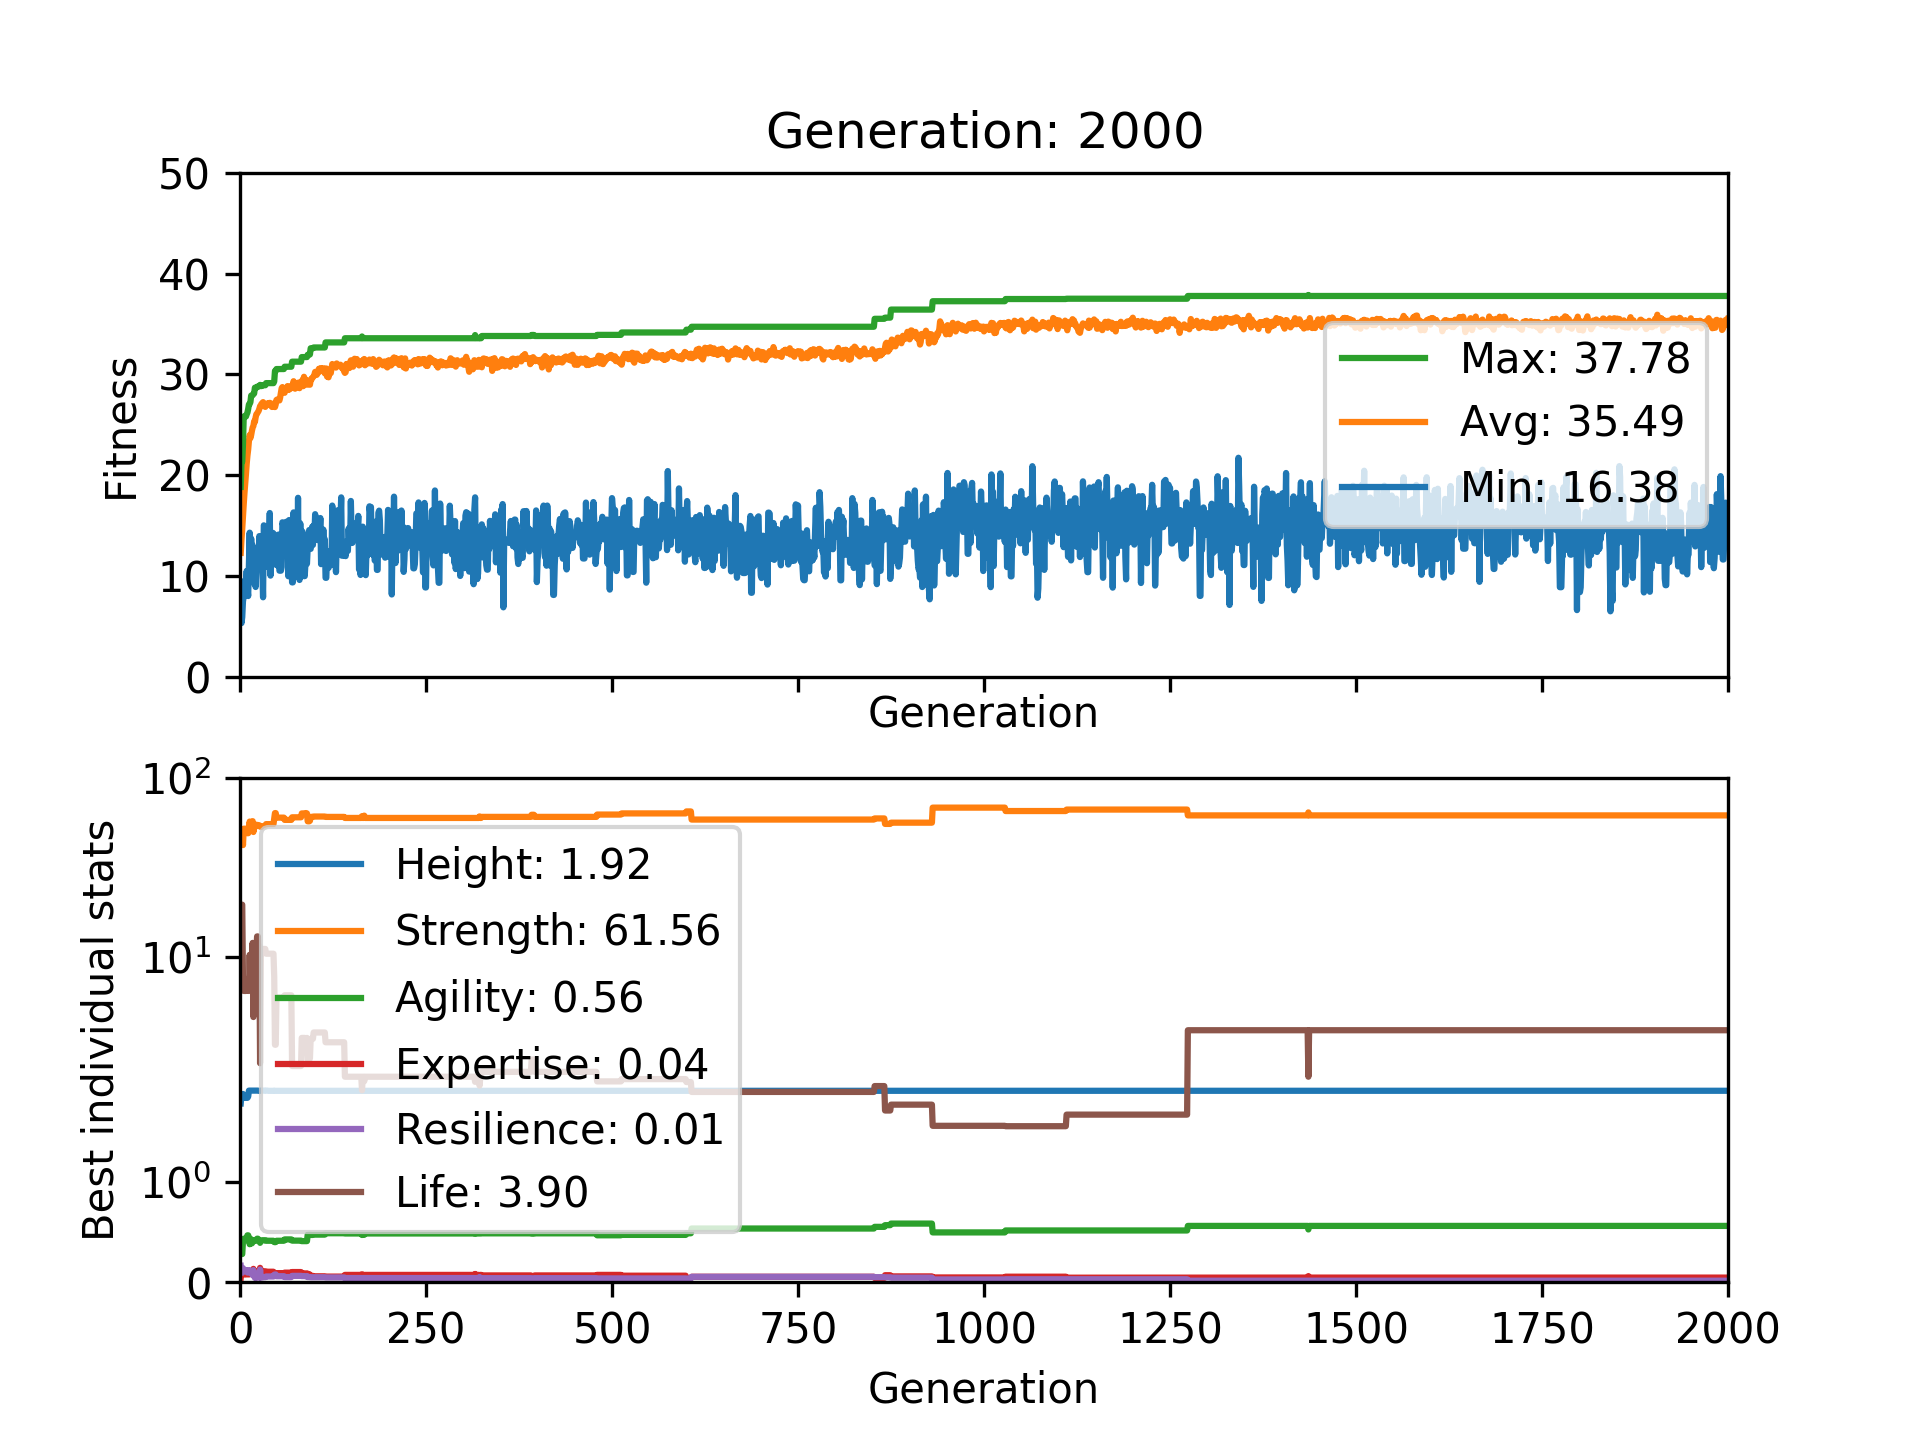 Generation: 2000
50
40
30
20
10
0
Fitness
Max: 37.78
Avg: 35.49
Min: 16.38
Generation
10²
10¹
10⁰
0
Best individual stats
Height: 1.92
Strength: 61.56
Agility: 0.56
Expertise: 0.04
Resilience: 0.01
Life: 3.90
0 250 500 750 1000 1250 1500 1750 2000
Generation